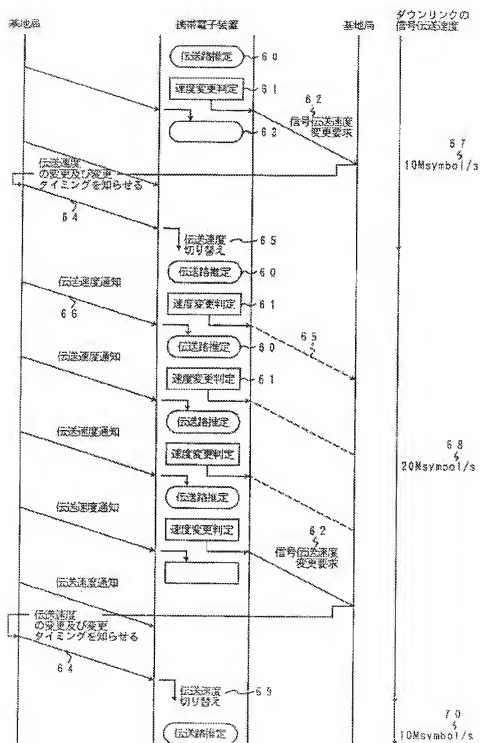 基地局
携帯電子装置
基地局
ダウンリンクの
信号伝送速度
伝送路推定
60
速度変更判定
61
62
信号伝送速度
変更要求
63
67
10Msymbol/s
伝送速度
の変更及び変更
タイミングを知らせる
64
伝送速度
切り替え
65
伝送路推定
60
伝送速度通知
66
速度変更判定
61
伝送路推定
60
65
伝送速度通知
速度変更判定
61
伝送路推定
伝送速度通知
速度変更判定
68
20Msymbol/s
伝送路推定
伝送速度通知
速度変更判定
62
信号伝送速度
変更要求
伝送速度通知
伝送速度
の変更及び変更
タイミングを知らせる
64
伝送速度
切り替え
69
伝送路推定
70
10Msymbol/s